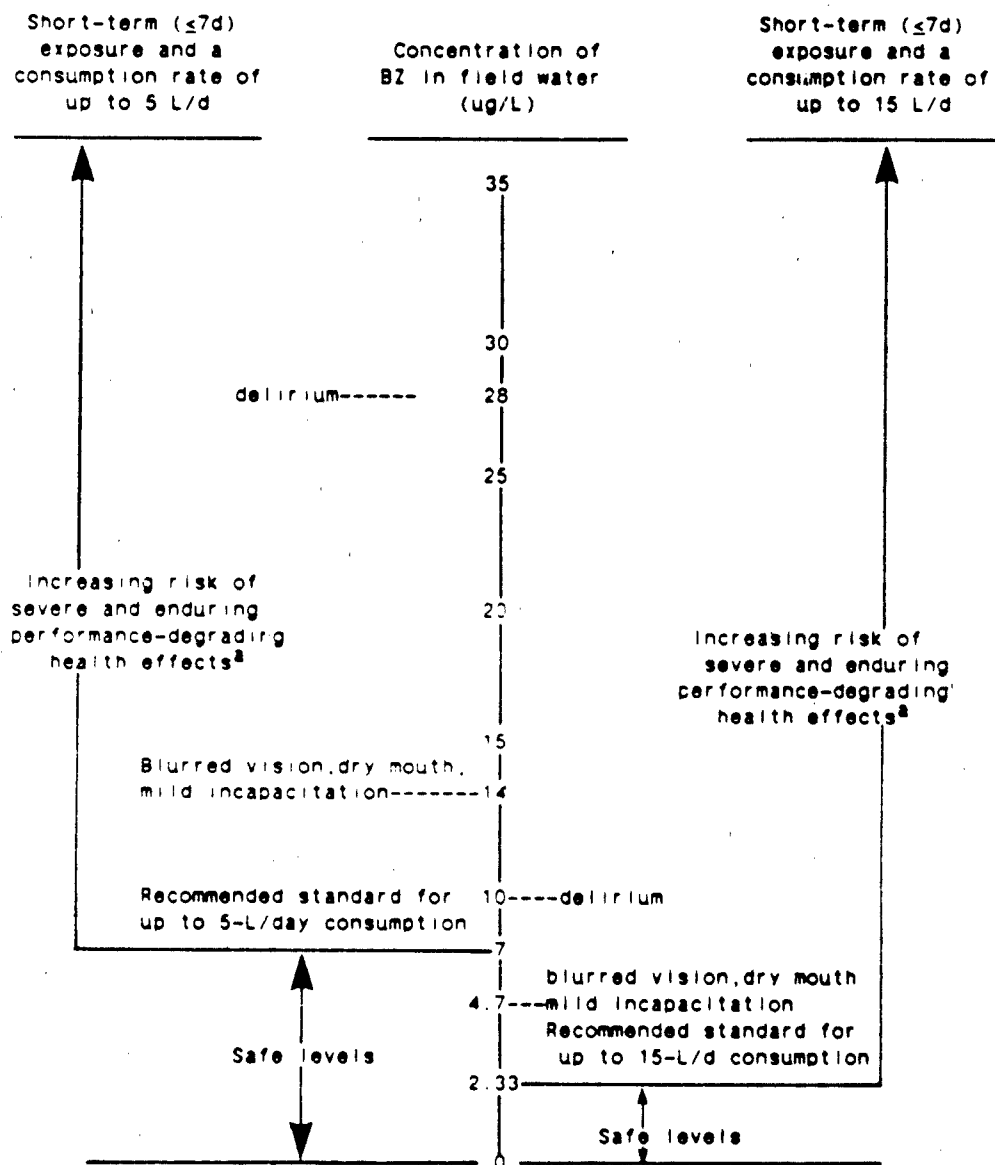 Short-term (≤7d)
exposure and a
consumption rate of
up to 5 L/d
Concentration of
BZ in field water
(ug/L)
Short-term (≤7d)
exposure and a
consumption rate of
up to 15 L/d
35
30
delirium------
28
25
Increasing risk of
severe and enduring
performance-degrading
health effectsª
20
Increasing risk of
severe and enduring
performance-degrading
health effectsª
15
Blurred vision,dry mouth,
mild incapacitation-------14
Recommended standard for
up to 5-L/day consumption
10----delirium
7
blurred vision,dry mouth
4.7---mild incapacitation
Recommended standard for
up to 15-L/d consumption
Safe levels
2.33
Safe levels
0